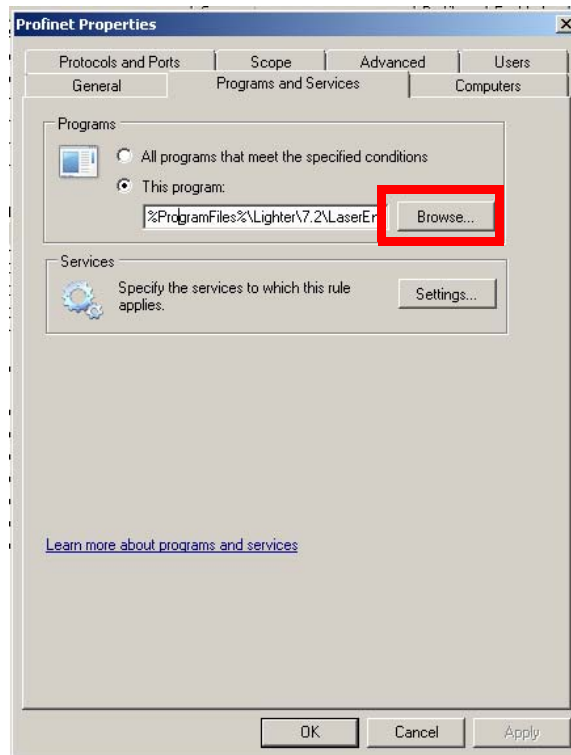 Profinet Properties
Protocols and Ports Scope Advanced Users
General Programs and Services Computers
Programs
All programs that meet the specified conditions
This program:
%ProgramFiles%\Lighter\7.2\LaserEn Browse...
Services
Specify the services to which this rule
applies.
Settings...
Learn more about programs and services
OK Cancel Apply